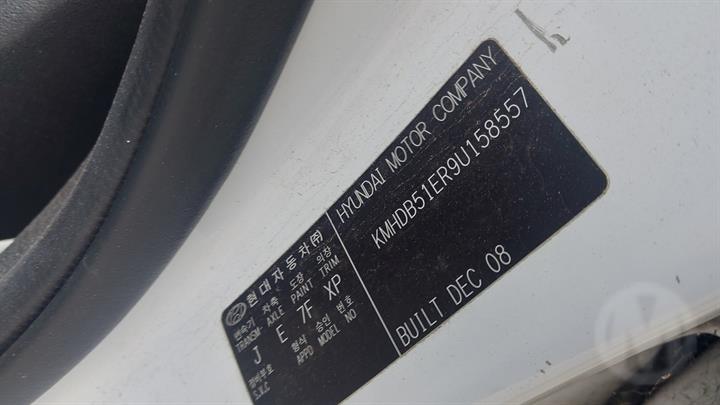 현대자동차㈜ HYUNDAI MOTOR COMPANY
변속기 차축 도장 의장
TRANSM- AXLE PAINT TRIM
KMHDB51ER9U158557
J E 7F XP
형식 승인 번호
APPD MODEL NO
BUILT DEC 08
S.X.C